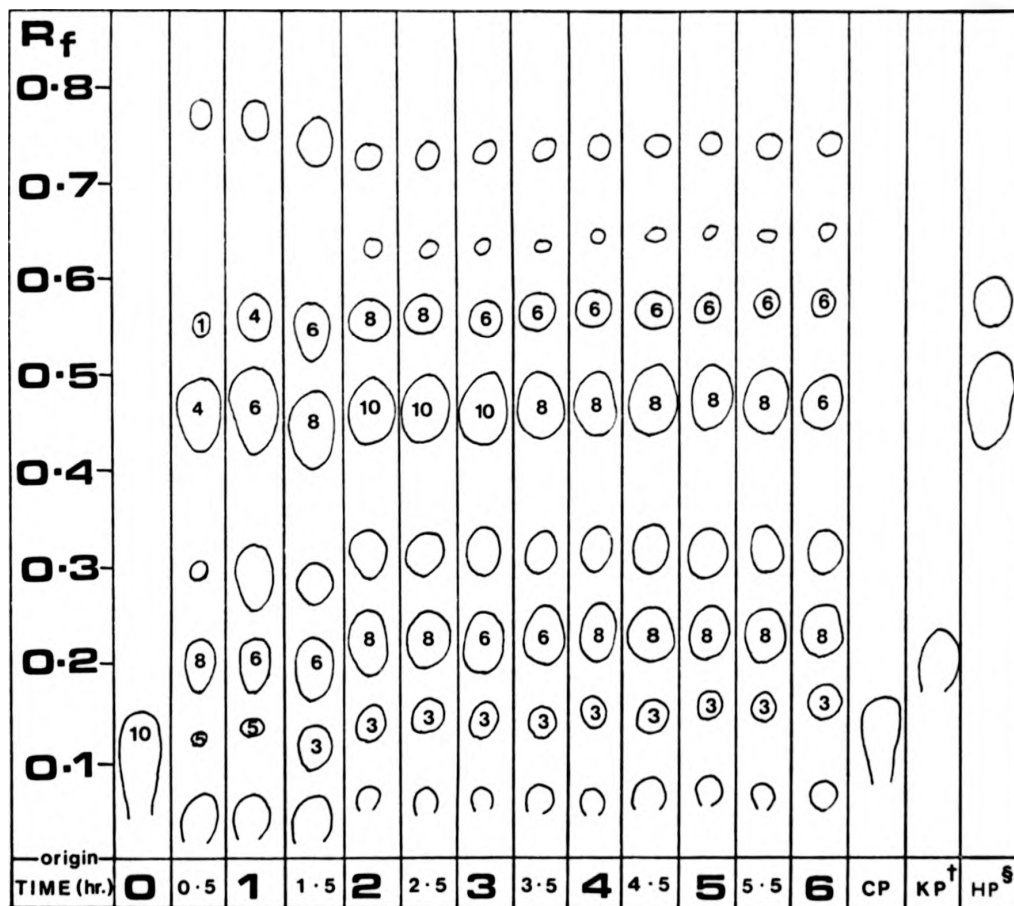 Rf
0·8
0·7
0·6
1 4 6 8 8 6 6 6 6 6 6 6
0·5
4 6 8 10 10 10 8 8 8 8 8 6
0·4
0·3
8 6 6 8 8 6 6 8 8 8 8 8
0·2
10 5 5 3 3 3 3 3 3 3 3 3 3
0·1
origin
TIME (hr.) 0 0·5 1 1·5 2 2·5 3 3·5 4 4·5 5 5·5 6 CP KP† HP§